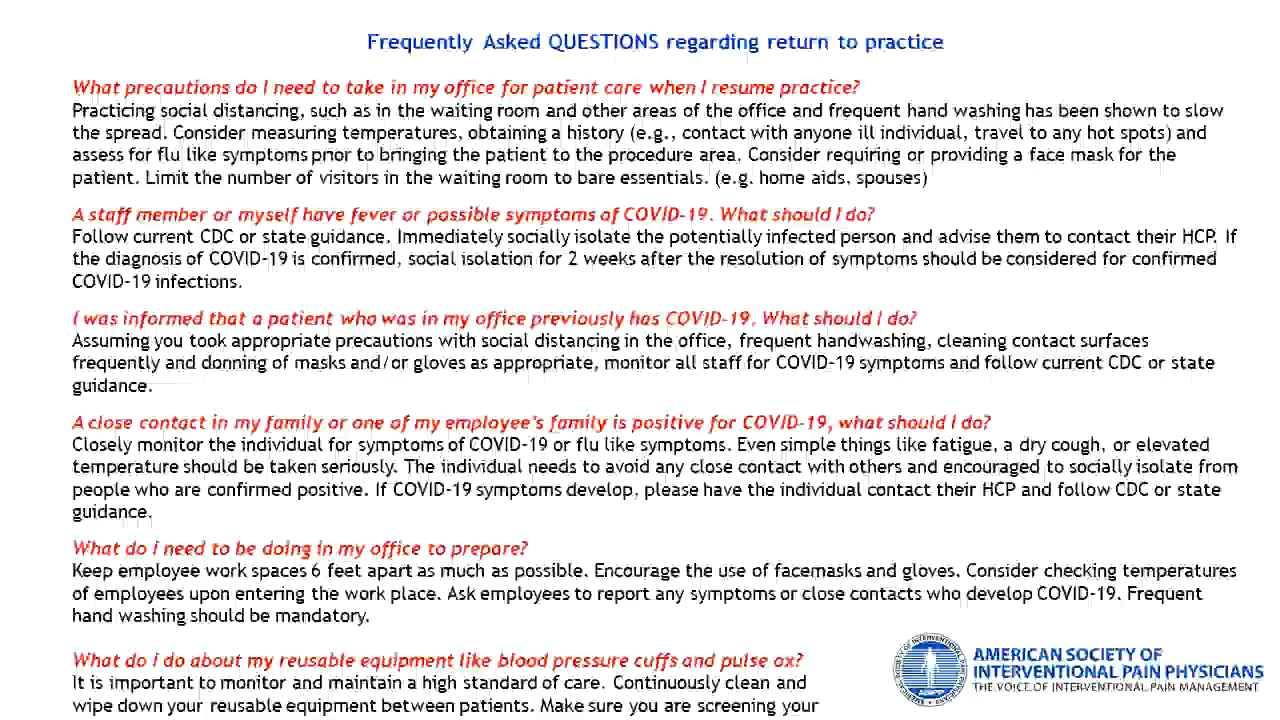 Frequently Asked QUESTIONS regarding return to practice
What precautions do I need to take in my office for patient care when I resume practice?
Practicing social distancing, such as in the waiting room and other areas of the office and frequent hand washing has been shown to slow
the spread. Consider measuring temperatures, obtaining a history (e.g., contact with anyone ill individual, travel to any hot spots) and
assess for flu like symptoms prior to bringing the patient to the procedure area. Consider requiring or providing a face mask for the
patient. Limit the number of visitors in the waiting room to bare essentials. (e.g. home aids, spouses)
A staff member or myself have fever or possible symptoms of COVID-19. What should I do?
Follow current CDC or state guidance. Immediately socially isolate the potentially infected person and advise them to contact their HCP. If
the diagnosis of COVID-19 is confirmed, social isolation for 2 weeks after the resolution of symptoms should be considered for confirmed
COVID-19 infections.
I was informed that a patient who was in my office previously has COVID-19. What should I do?
Assuming you took appropriate precautions with social distancing in the office, frequent handwashing, cleaning contact surfaces
frequently and donning of masks and/or gloves as appropriate, monitor all staff for COVID-19 symptoms and follow current CDC or state
guidance.
A close contact in my family or one of my employee's family is positive for COVID-19, what should I do?
Closely monitor the individual for symptoms of COVID-19 or flu like symptoms. Even simple things like fatigue, a dry cough, or elevated
temperature should be taken seriously. The individual needs to avoid any close contact with others and encouraged to socially isolate from
people who are confirmed positive. If COVID-19 symptoms develop, please have the individual contact their HCP and follow CDC or state
guidance.
What do i need to be doing in my office to prepare?
Keep employee work spaces 6 feet apart as much as possible. Encourage the use of facemasks and gloves. Consider checking temperatures
of employees upon entering the work place. Ask employees to report any symptoms or close contacts who develop COVID-19. Frequent
hand washing should be mandatory.
What do i do about my reusable equipment like blood pressure cuffs and pulse ox?
It is important to monitor and maintain a high standard of care. Continuously clean and
wipe down your reusable equipment between patients. Make sure you are screening your
AMERICAN SOCIETY OF
INTERVENTIONAL PAIN PHYSICIANS
THE VOICE OF INTERVENTIONAL PAIN MANAGEMENT